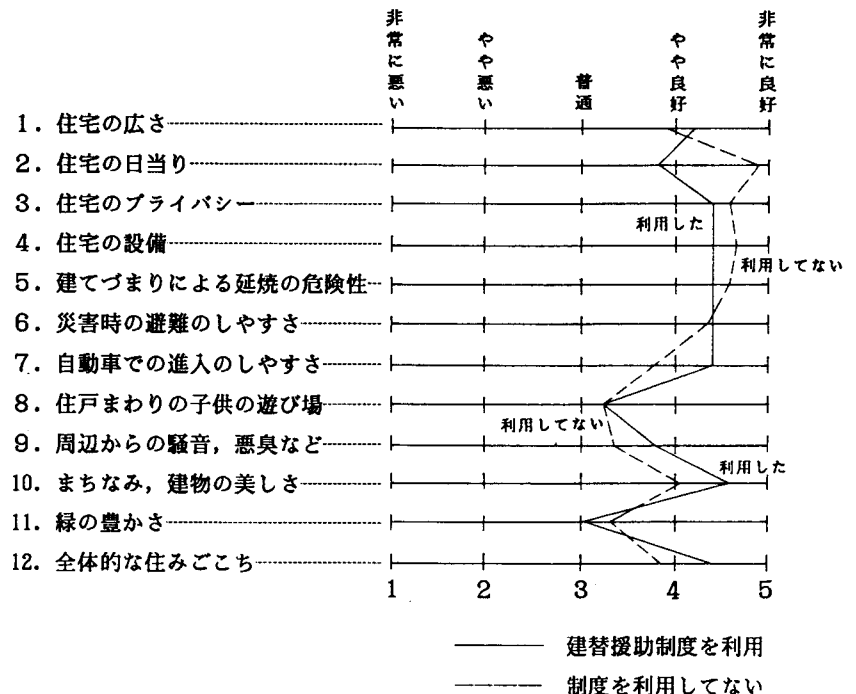 非常に悪い
やや悪い
普通
やや良好
非常に良好
1. 住宅の広さ
2. 住宅の日当り
3. 住宅のプライバシー
利用した
4. 住宅の設備
利用してない
5. 建てづまりによる延焼の危険性
6. 災害時の避難のしやすさ
7. 自動車での進入のしやすさ
8. 住戸まわりの子供の遊び場
利用してない
9. 周辺からの騒音，悪臭など
利用した
10. まちなみ，建物の美しさ
11. 緑の豊かさ
12. 全体的な住みごこち
1 2 3 4 5
建替援助制度を利用
制度を利用してない